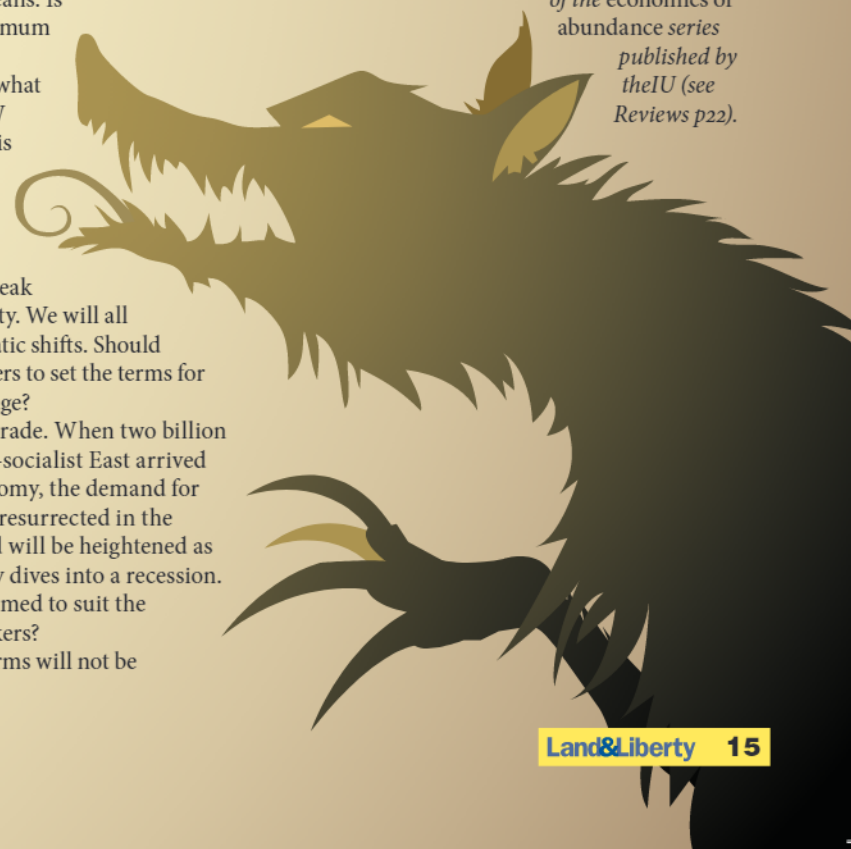 mum
what
is
eak
ty. We will all
tic shifts. Should
ers to set the terms for
ge?
rade. When two billion
-socialist East arrived
omy, the demand for
resurrected in the
will be heightened as
dives into a recession.
med to suit the
kers?
rms will not be
of the economics of
abundance series
published by
theIU (see
Reviews p22).
Land&Liberty 15